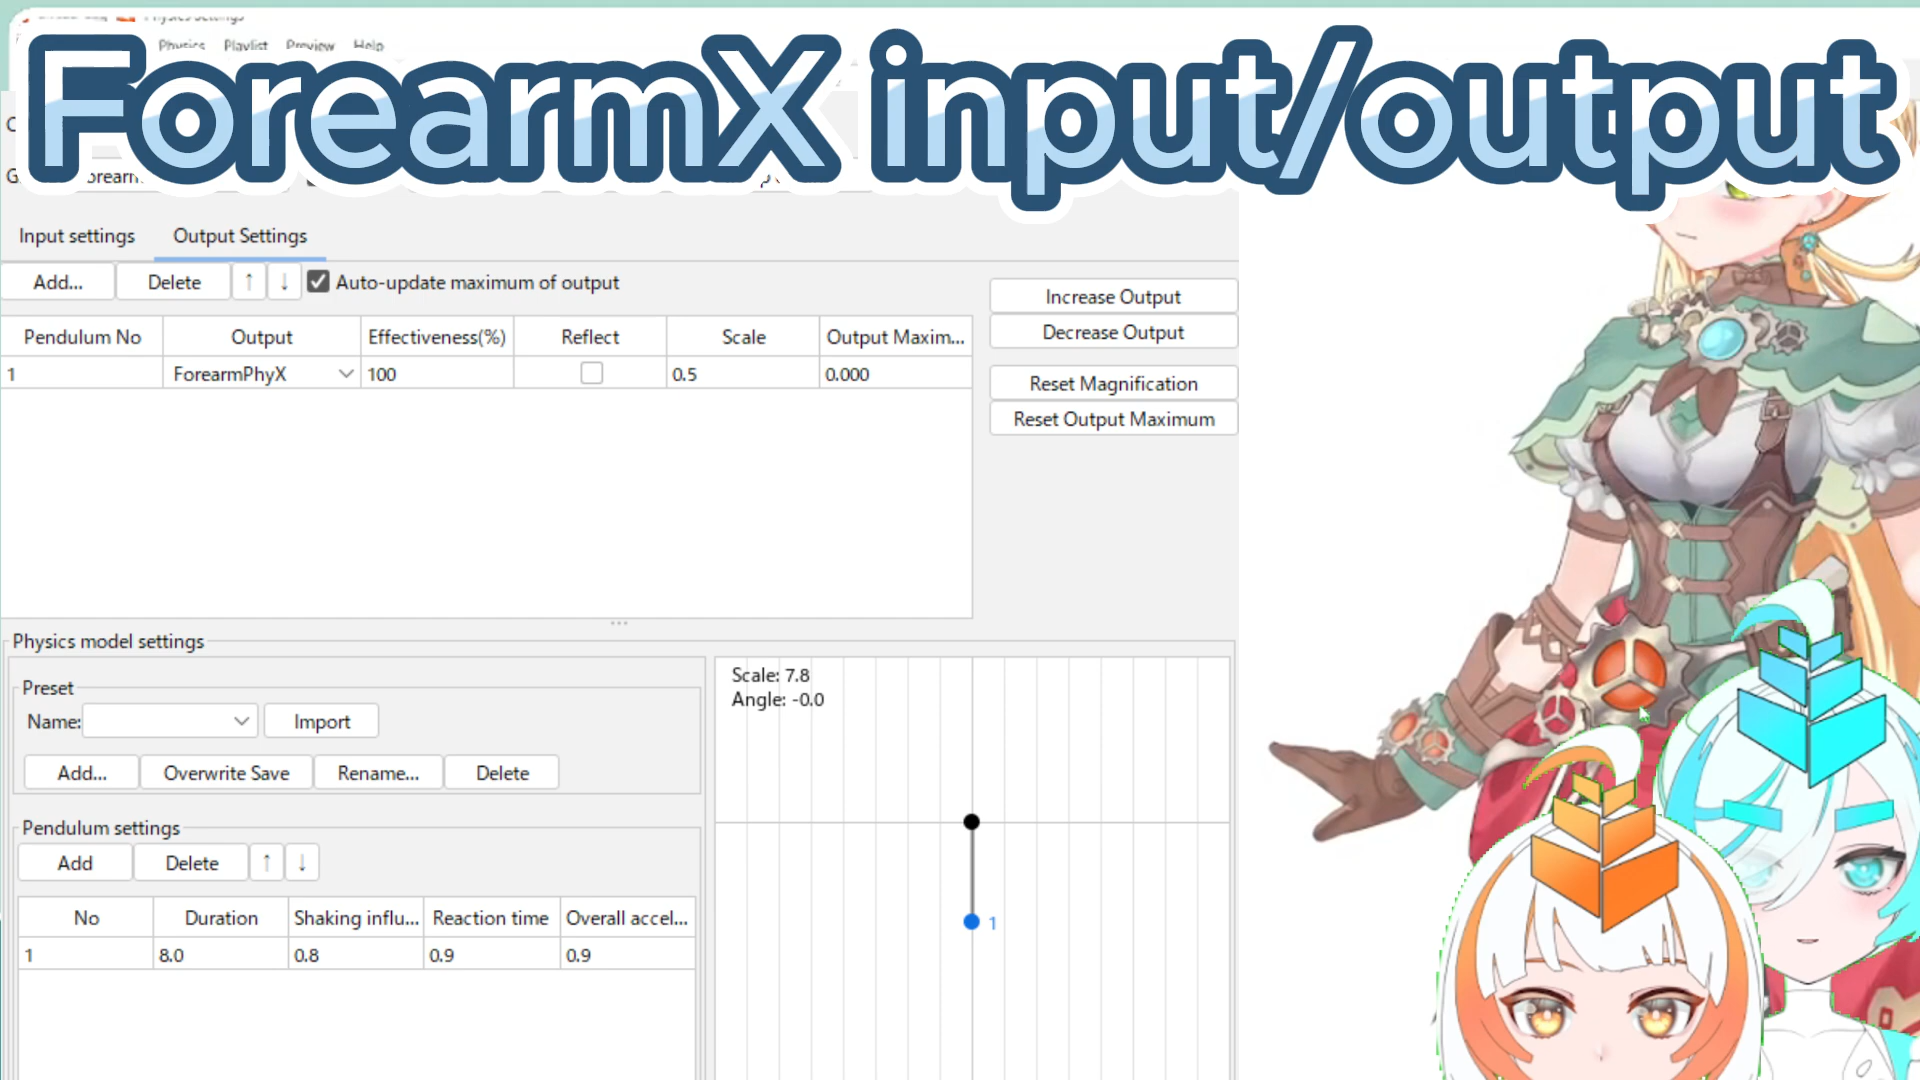 Physics Settings
Physics Playlist Preview Help
ForearmX input/output
Input settings Output Settings
Add... Delete ↑ ↓ Auto-update maximum of output
Increase Output
Decrease Output
Pendulum No Output Effectiveness(%) Reflect Scale Output Maxim...
1 ForearmPhyX 100 0.5 0.000
Reset Magnification
Reset Output Maximum
Physics model settings
Preset
Name: Import
Add... Overwrite Save Rename... Delete
Pendulum settings
Add Delete ↑ ↓
No Duration Shaking influ... Reaction time Overall accel...
1 8.0 0.8 0.9 0.9
Scale: 7.8
Angle: -0.0
1